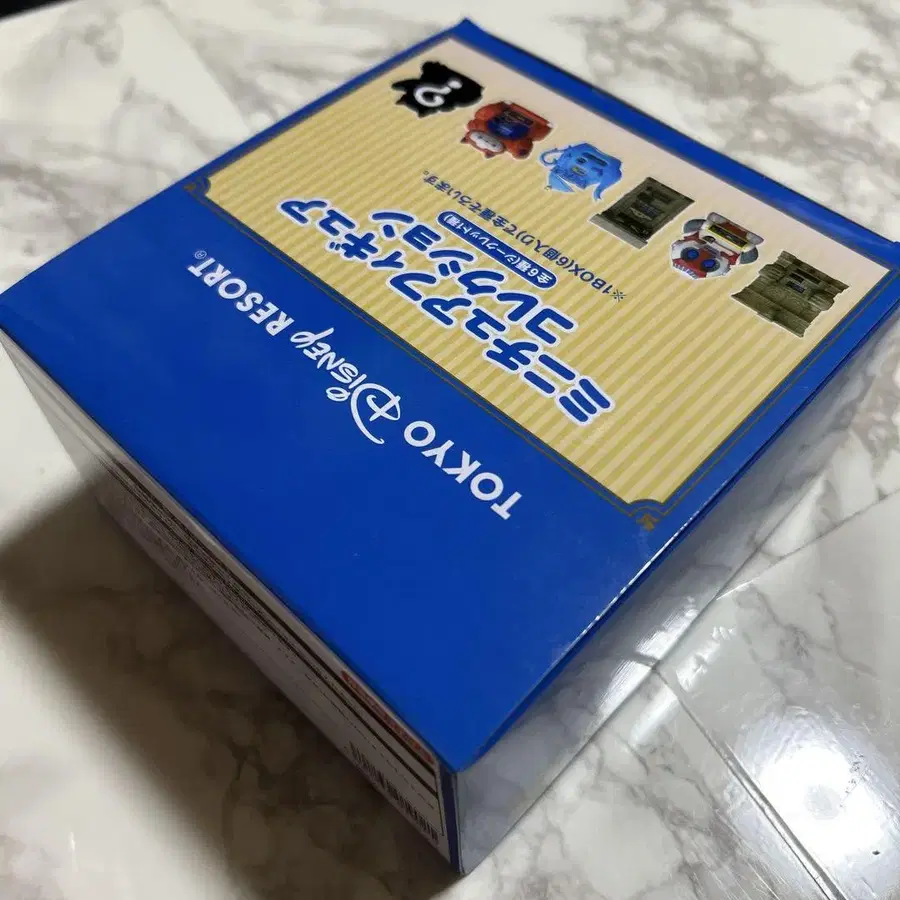 TOKYO DISNEY RESORT®
ミニチュアフィギュア
コレクション
全6種(シークレット1種)
※1BOX(6個入り)で全種そろいます。
?